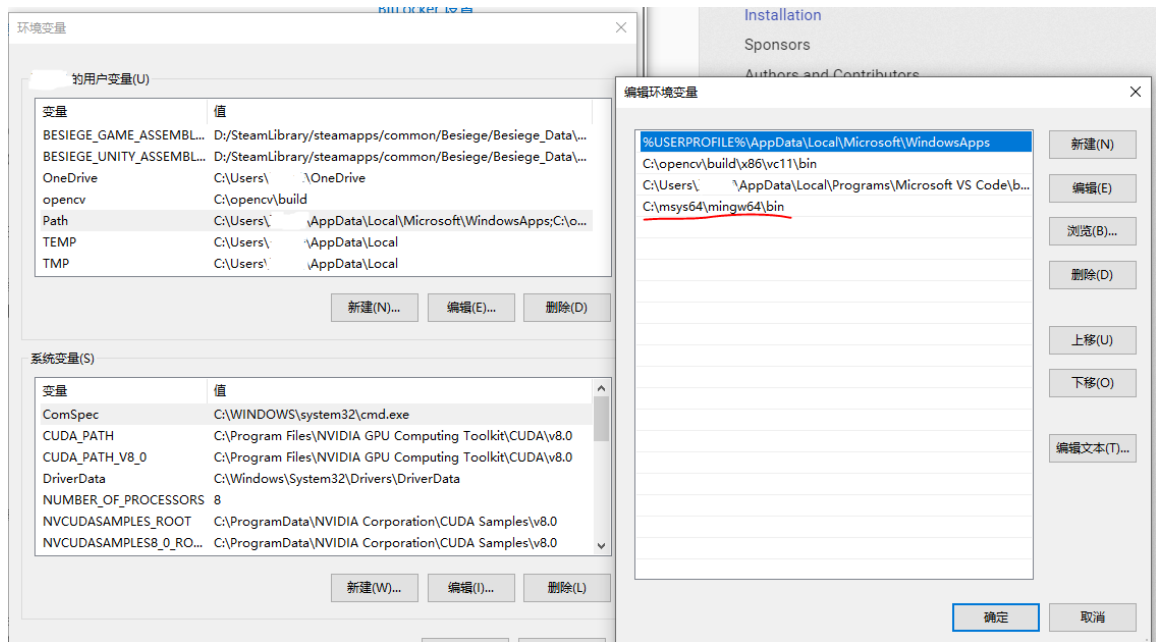 BitLocker 设置
环境变量
的用户变量(U)
变量 值
BESIEGE_GAME_ASSEMBL... D:/SteamLibrary/steamapps/common/Besiege/Besiege_Data\...
BESIEGE_UNITY_ASSEMBL... D:/SteamLibrary/steamapps/common/Besiege/Besiege_Data\...
OneDrive C:\Users\ \OneDrive
opencv C:\opencv\build
Path C:\Users\ \AppData\Local\Microsoft\WindowsApps;C:\o...
TEMP C:\Users\ \AppData\Local
TMP C:\Users\ \AppData\Local
新建(N)... 编辑(E)... 删除(D)
系统变量(S)
变量 值
ComSpec C:\WINDOWS\system32\cmd.exe
CUDA_PATH C:\Program Files\NVIDIA GPU Computing Toolkit\CUDA\v8.0
CUDA_PATH_V8_0 C:\Program Files\NVIDIA GPU Computing Toolkit\CUDA\v8.0
DriverData C:\Windows\System32\Drivers\DriverData
NUMBER_OF_PROCESSORS 8
NVCUDASAMPLES_ROOT C:\ProgramData\NVIDIA Corporation\CUDA Samples\v8.0
NVCUDASAMPLES8_0_RO... C:\ProgramData\NVIDIA Corporation\CUDA Samples\v8.0
新建(W)... 编辑(I)... 删除(L)
Installation
Sponsors
Authors and Contributors
编辑环境变量
%USERPROFILE%\AppData\Local\Microsoft\WindowsApps
C:\opencv\build\x86\vc11\bin
C:\Users\ \AppData\Local\Programs\Microsoft VS Code\b...
C:\msys64\mingw64\bin
新建(N)
编辑(E)
浏览(B)...
删除(D)
上移(U)
下移(O)
编辑文本(T)...
确定 取消